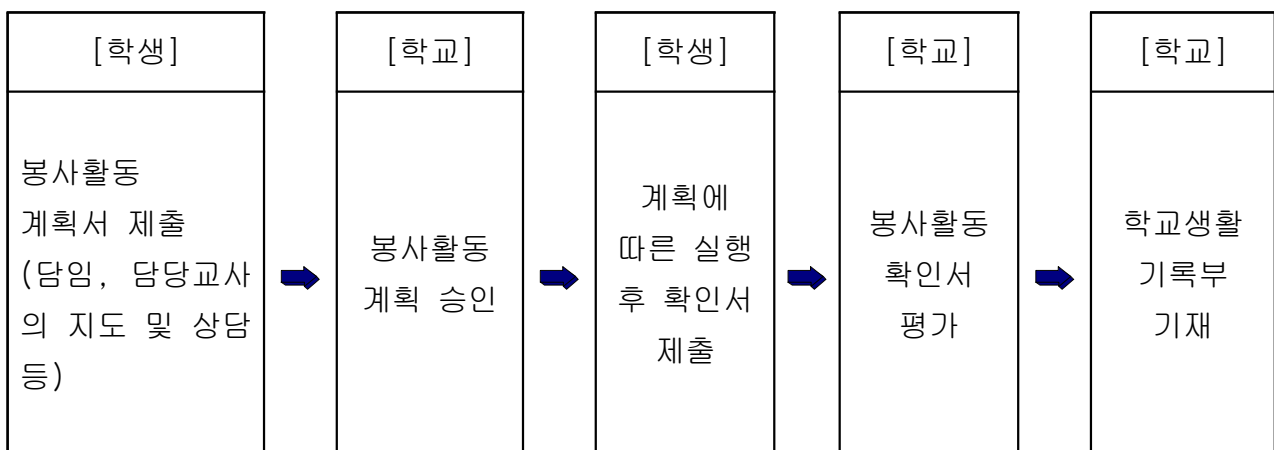 [학생]
봉사활동
계획서 제출
(담임, 담당교사
의 지도 및 상담
등)
[학교]
봉사활동
계획 승인
[학생]
계획에
따른 실행
후 확인서
제출
[학교]
봉사활동
확인서
평가
[학교]
학교생활
기록부
기재